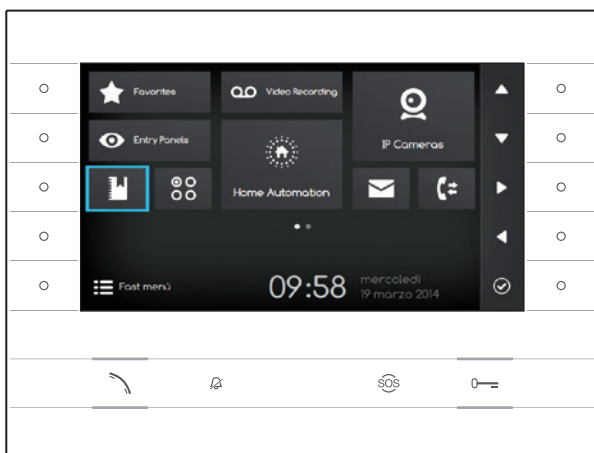 Favorites
Video Recording
Entry Panels
IP Cameras
Home Automation
Fast menù
09:58
mercoledì
19 marzo 2014
SOS